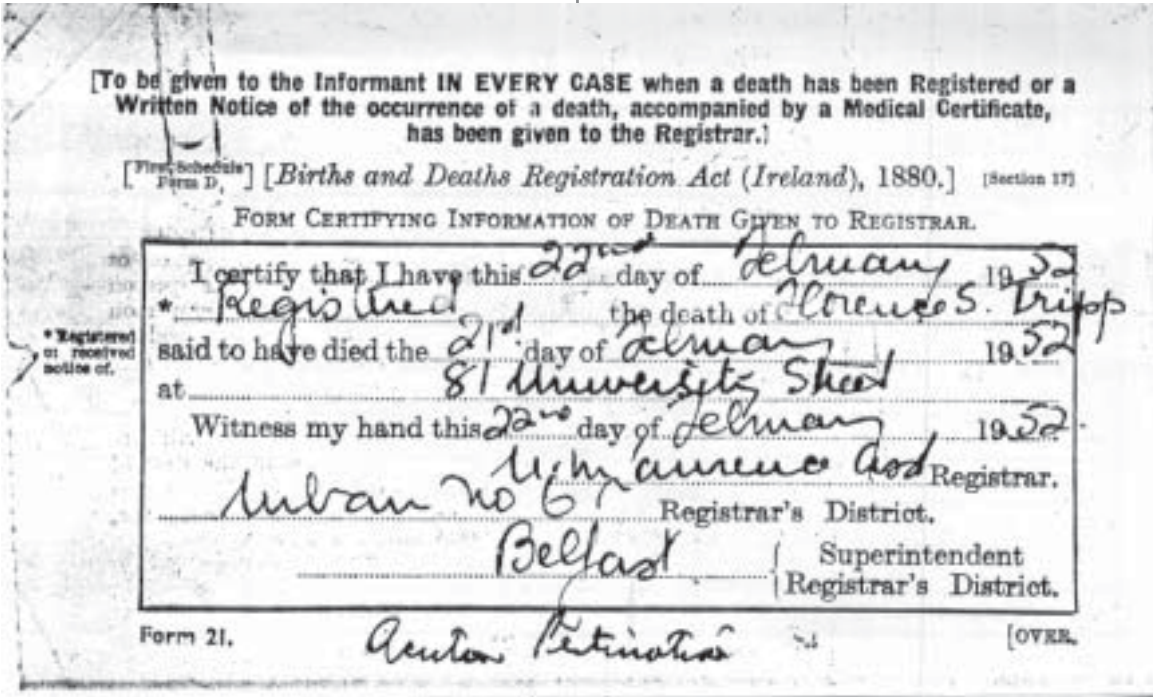 [To be given to the Informant IN EVERY CASE when a death has been Registered or a
Written Notice of the occurrence of a death, accompanied by a Medical Certificate,
has been given to the Registrar.]
[First Schedule Form D.] [Births and Deaths Registration Act (Ireland), 1880.] [Section 17]
FORM CERTIFYING INFORMATION OF DEATH GIVEN TO REGISTRAR.
I certify that I have this 22nd day of February 1952
* Registered the death of Florence S. Tripp
* Registered
or received
notice of.
said to have died the 21st day of February 1952
at 81 University Street
Witness my hand this 22nd day of February 1952
Registrar.
Urban no 6 Registrar's District.
Belfast { Superintendent
Registrar's District.
Form 21. [OVER.